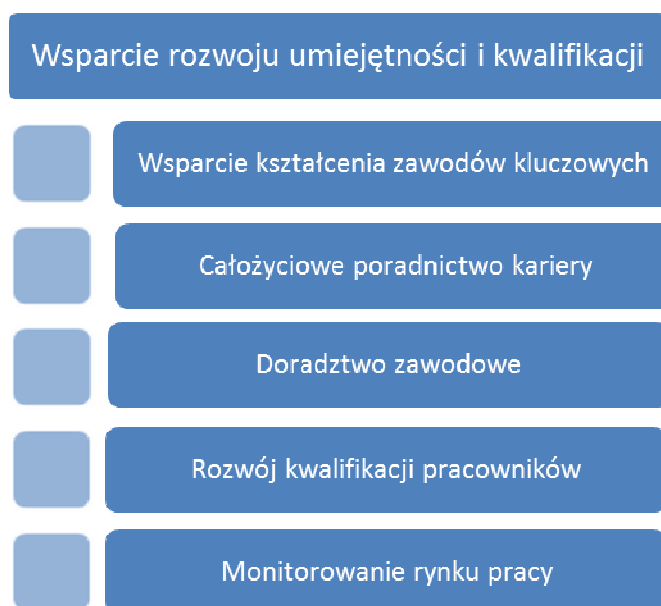 Wsparcie rozwoju umiejętności i kwalifikacji
Wsparcie kształcenia zawodów kluczowych
Całożyciowe poradnictwo kariery
Doradztwo zawodowe
Rozwój kwalifikacji pracowników
Monitorowanie rynku pracy